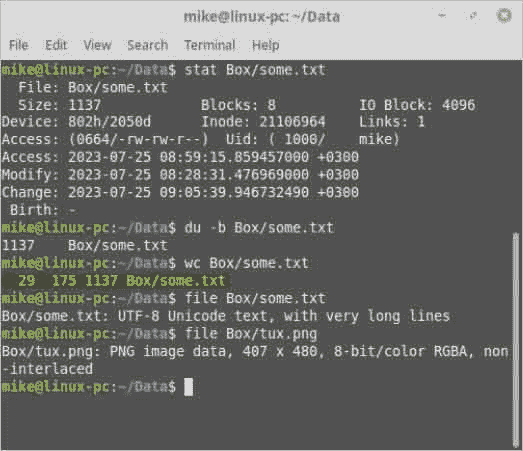 mike@linux-pc: ~/Data
File Edit View Search Terminal Help
mike@linux-pc:~/Data$ stat Box/some.txt
  File: Box/some.txt
  Size: 1137            Blocks: 8          IO Block: 4096
Device: 802h/2050d      Inode: 21106964    Links: 1
Access: (0664/-rw-rw-r--)  Uid: ( 1000/    mike)
Access: 2023-07-25 08:59:15.859457000 +0300
Modify: 2023-07-25 08:28:31.476969000 +0300
Change: 2023-07-25 09:05:39.946732490 +0300
 Birth: -
mike@linux-pc:~/Data$ du -b Box/some.txt
1137    Box/some.txt
mike@linux-pc:~/Data$ wc Box/some.txt
  29  175 1137 Box/some.txt
mike@linux-pc:~/Data$ file Box/some.txt
Box/some.txt: UTF-8 Unicode text, with very long lines
mike@linux-pc:~/Data$ file Box/tux.png
Box/tux.png: PNG image data, 407 x 480, 8-bit/color RGBA, non
-interlaced
mike@linux-pc:~/Data$